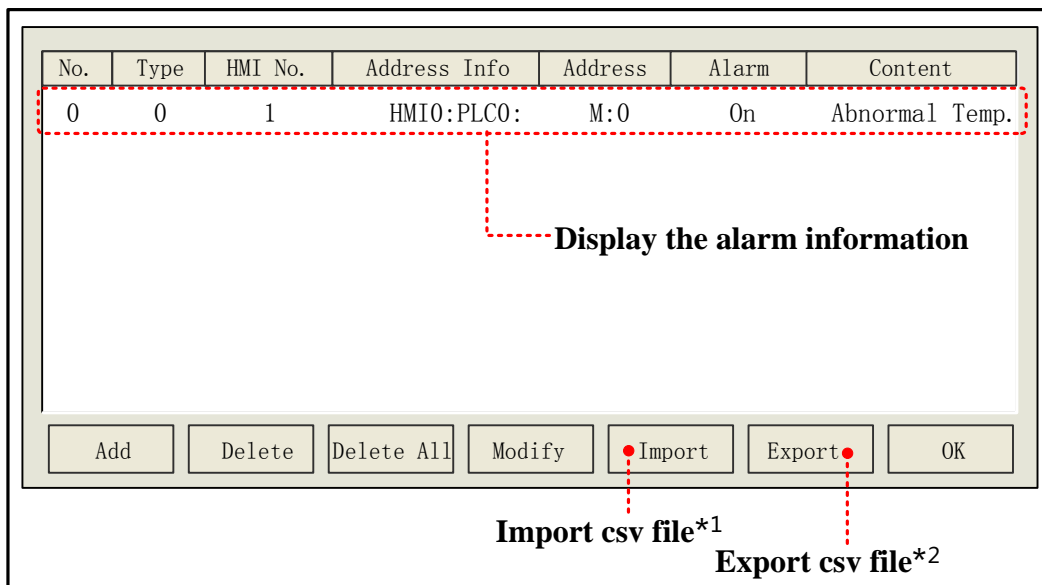 No. Type HMI No. Address Info Address Alarm Content
0 0 1 HMI0:PLC0: M:0 On Abnormal Temp.
Display the alarm information
Add Delete Delete All Modify Import Export OK
Import csv file*1
Export csv file*2